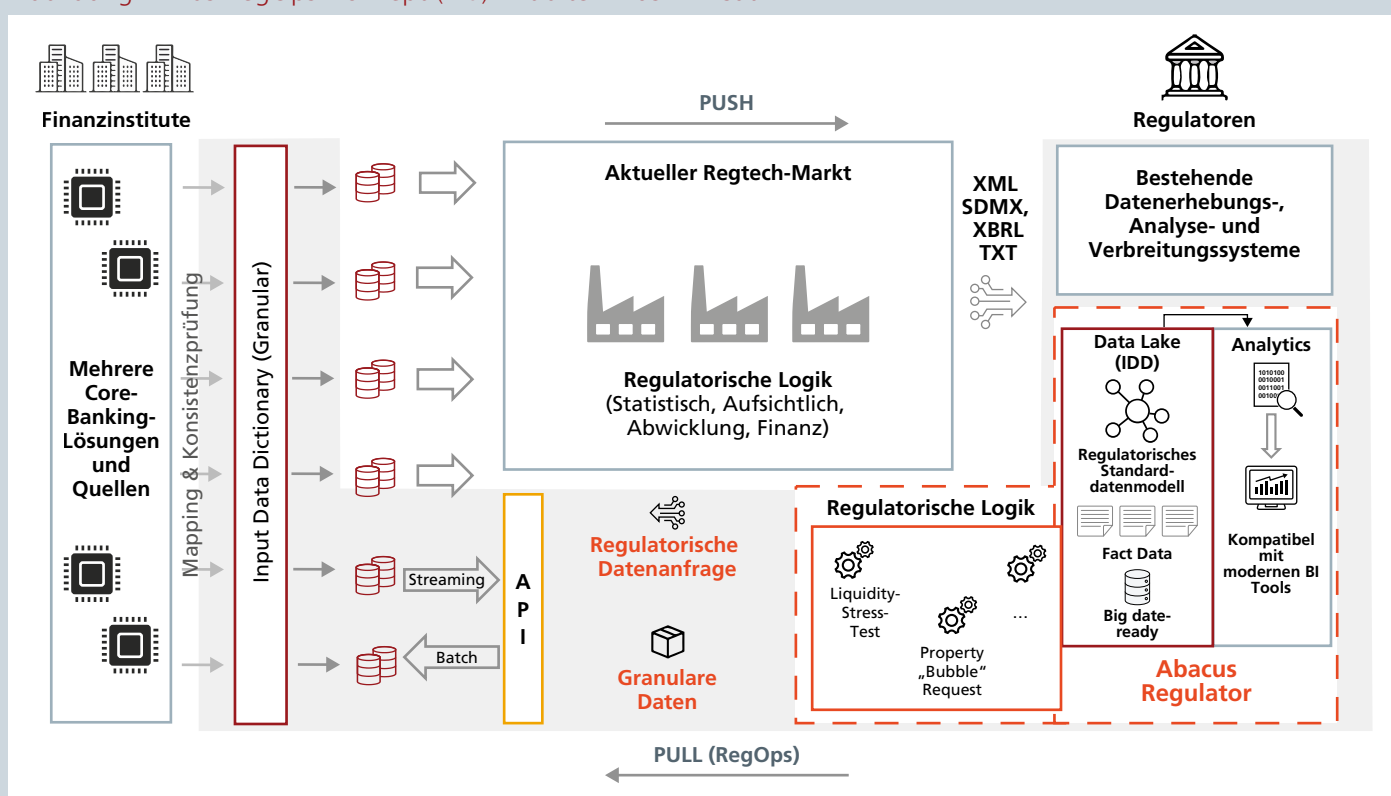 PUSH
Finanzinstitute
Regulatoren
Mehrere
Core-
Banking-
Lösungen
und
Quellen
Mapping & Konsistenzprüfung
Input Data Dictionary (Granular)
Aktueller Regtech-Markt
Regulatorische Logik
(Statistisch, Aufsichtlich,
Abwicklung, Finanz)
XML
SDMX,
XBRL
TXT
Bestehende
Datenerhebungs-,
Analyse- und
Verbreitungssysteme
Data Lake
(IDD)
Regulatorisches
Standard-
datenmodell
Fact Data
Big date-
ready
Analytics
1010100
0010001
0011001
Kompatibel
mit
modernen BI
Tools
Abacus
Regulator
Streaming
Batch
A
P
I
Regulatorische
Datenanfrage
Granulare
Daten
Regulatorische Logik
Liquidity-
Stress-
Test
Property
„Bubble“
Request
...
PULL (RegOps)